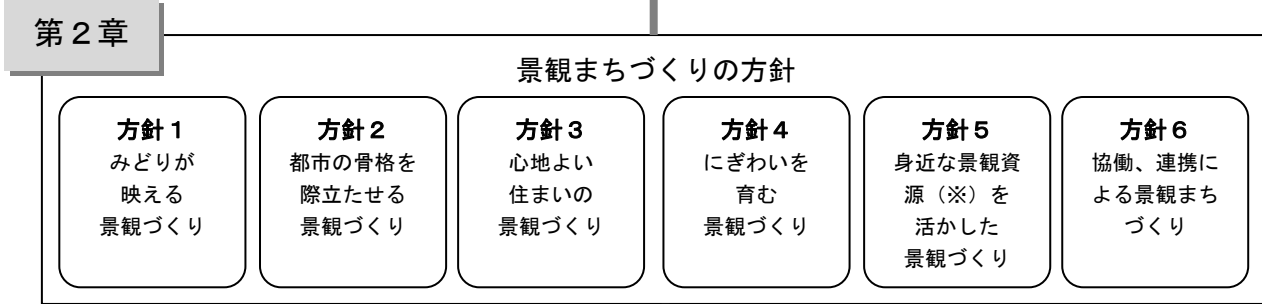 第２章
景観まちづくりの方針
方針１
みどりが
映える
景観づくり
方針２
都市の骨格を
際立たせる
景観づくり
方針３
心地よい
住まいの
景観づくり
方針４
にぎわいを
育む
景観づくり
方針５
身近な景観資
源（※）を
活かした
景観づくり
方針６
協働、連携に
よる景観まち
づくり